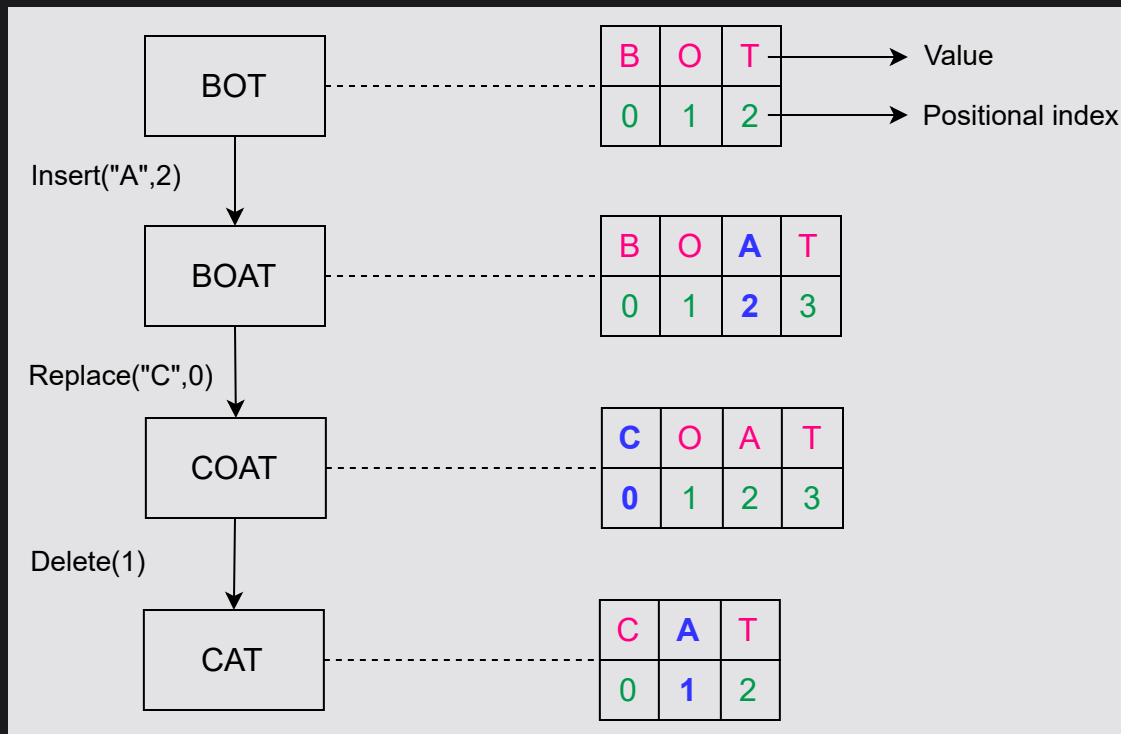 BOT
B O T
Value
0 1 2
Positional index
Insert("A",2)
BOAT
B O A T
0 1 2 3
Replace("C",0)
COAT
C O A T
0 1 2 3
Delete(1)
CAT
C A T
0 1 2